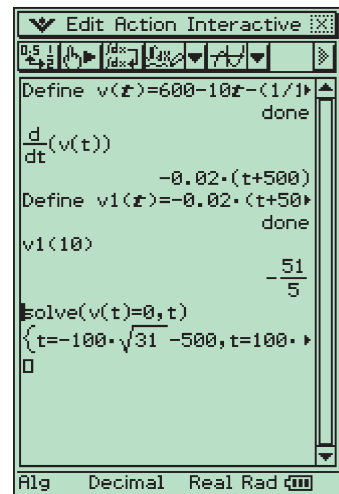 Edit Action Interactive
Define v(t)=600-10t-(1/1
done
d/dt(v(t))
-0.02·(t+500)
Define v1(t)=-0.02·(t+50
done
v1(10)
-51/5
solve(v(t)=0,t)
{t=-100·√31-500,t=100·
Alg Decimal Real Rad